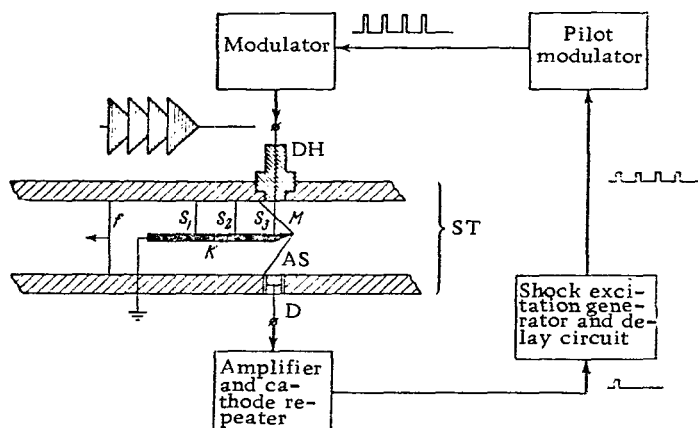 Modulator
Pilot
modulator
DH
f
S1
S2
S3
M
K
ST
AS
D
Shock exci-
tation gene-
rator and de-
lay circuit
Amplifier
and ca-
thode re-
peater